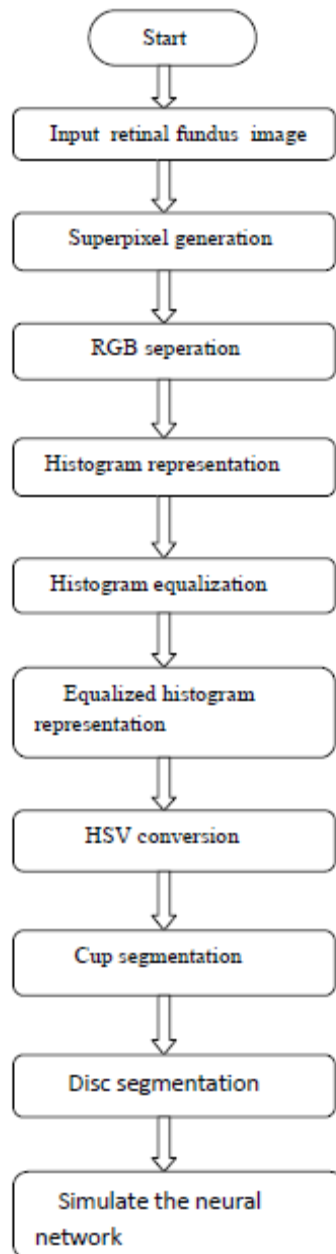 Start
Input retinal fundus image
Superpixel generation
RGB seperation
Histogram representation
Histogram equalization
Equalized histogram
representation
HSV conversion
Cup segmentation
Disc segmentation
Simulate the neural
network